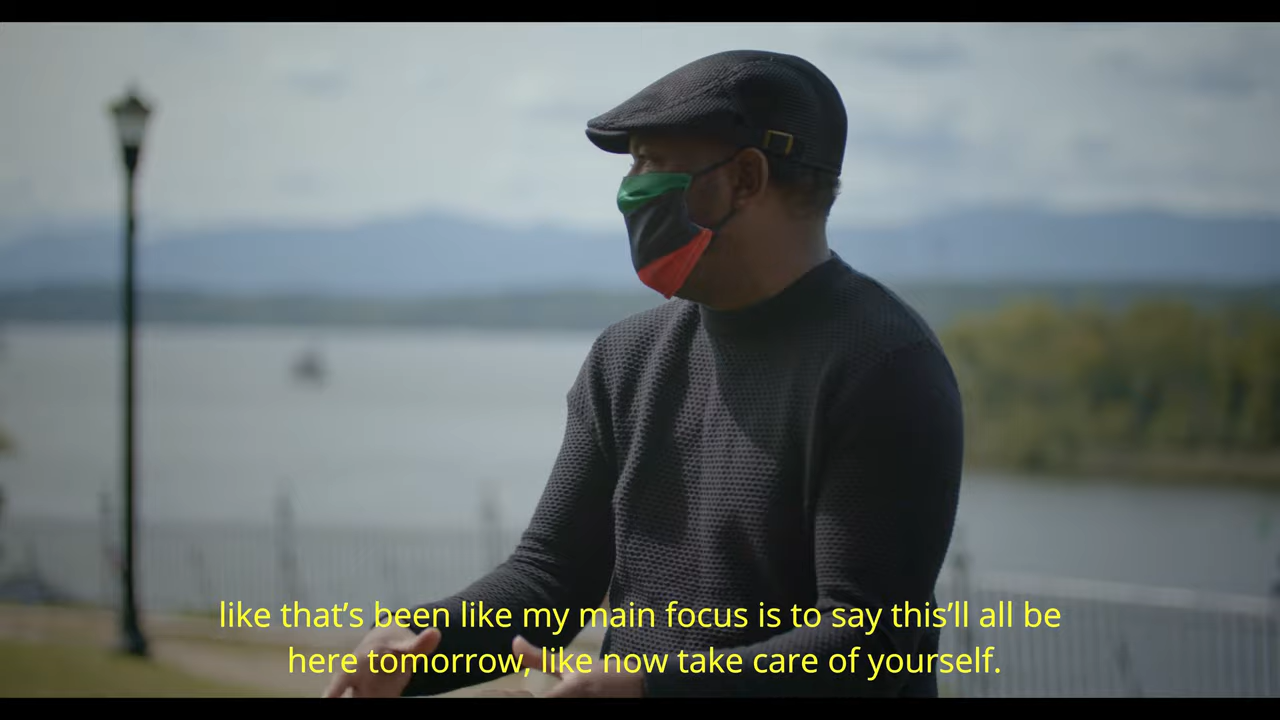 like that’s been like my main focus is to say this’ll all be
here tomorrow, like now take care of yourself.